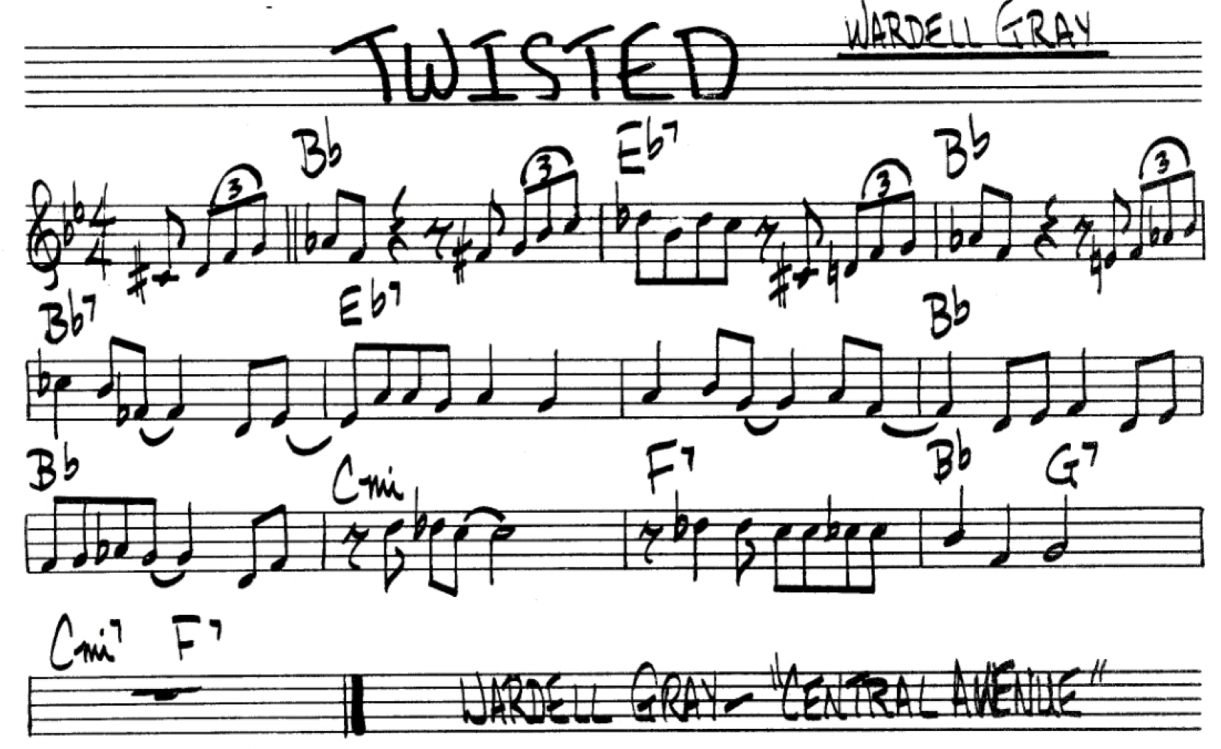 TWISTED
WARDELL GRAY
Bb Eb7 Bb
4 4 3 3 3 3
Bb7 Eb7 Bb
Bb Cmi F7 Bb G7
Cmi7 F7
WARDELL GRAY- "CENTRAL AVENUE"